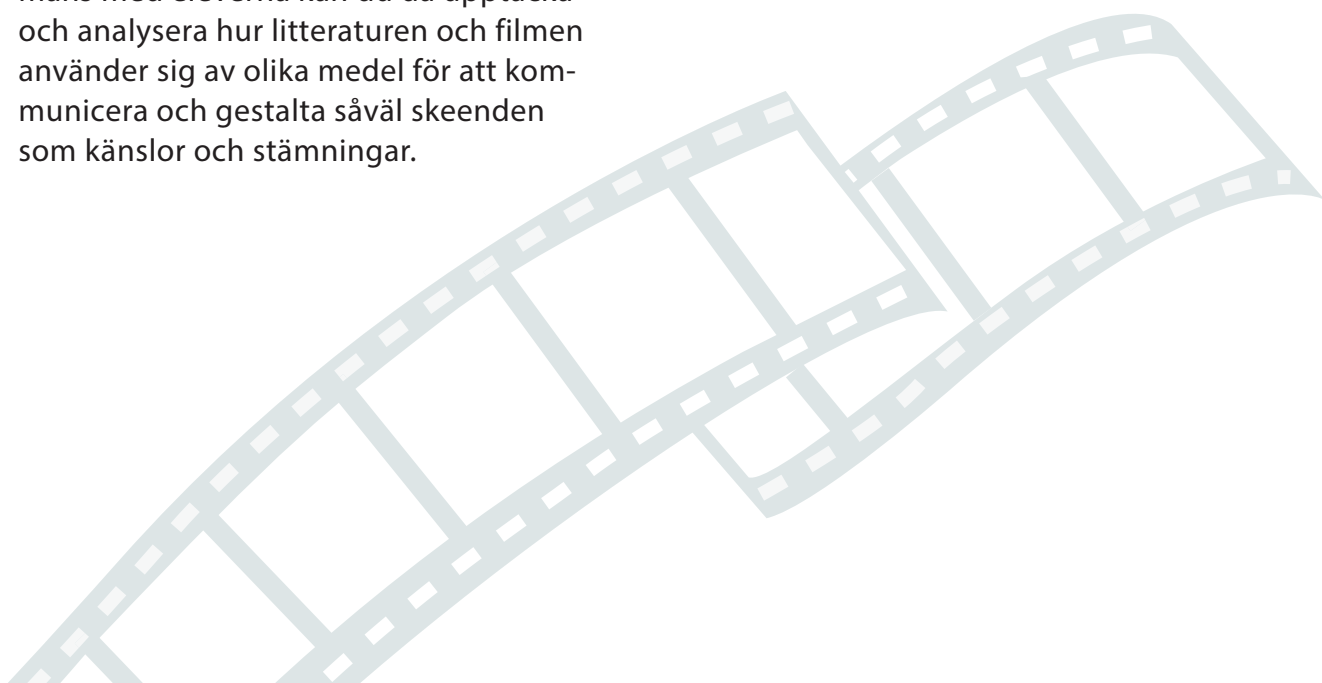 och analysera hur litteraturen och filmen
använder sig av olika medel för att kom-
municera och gestalta såväl skeenden
som känslor och stämningar.